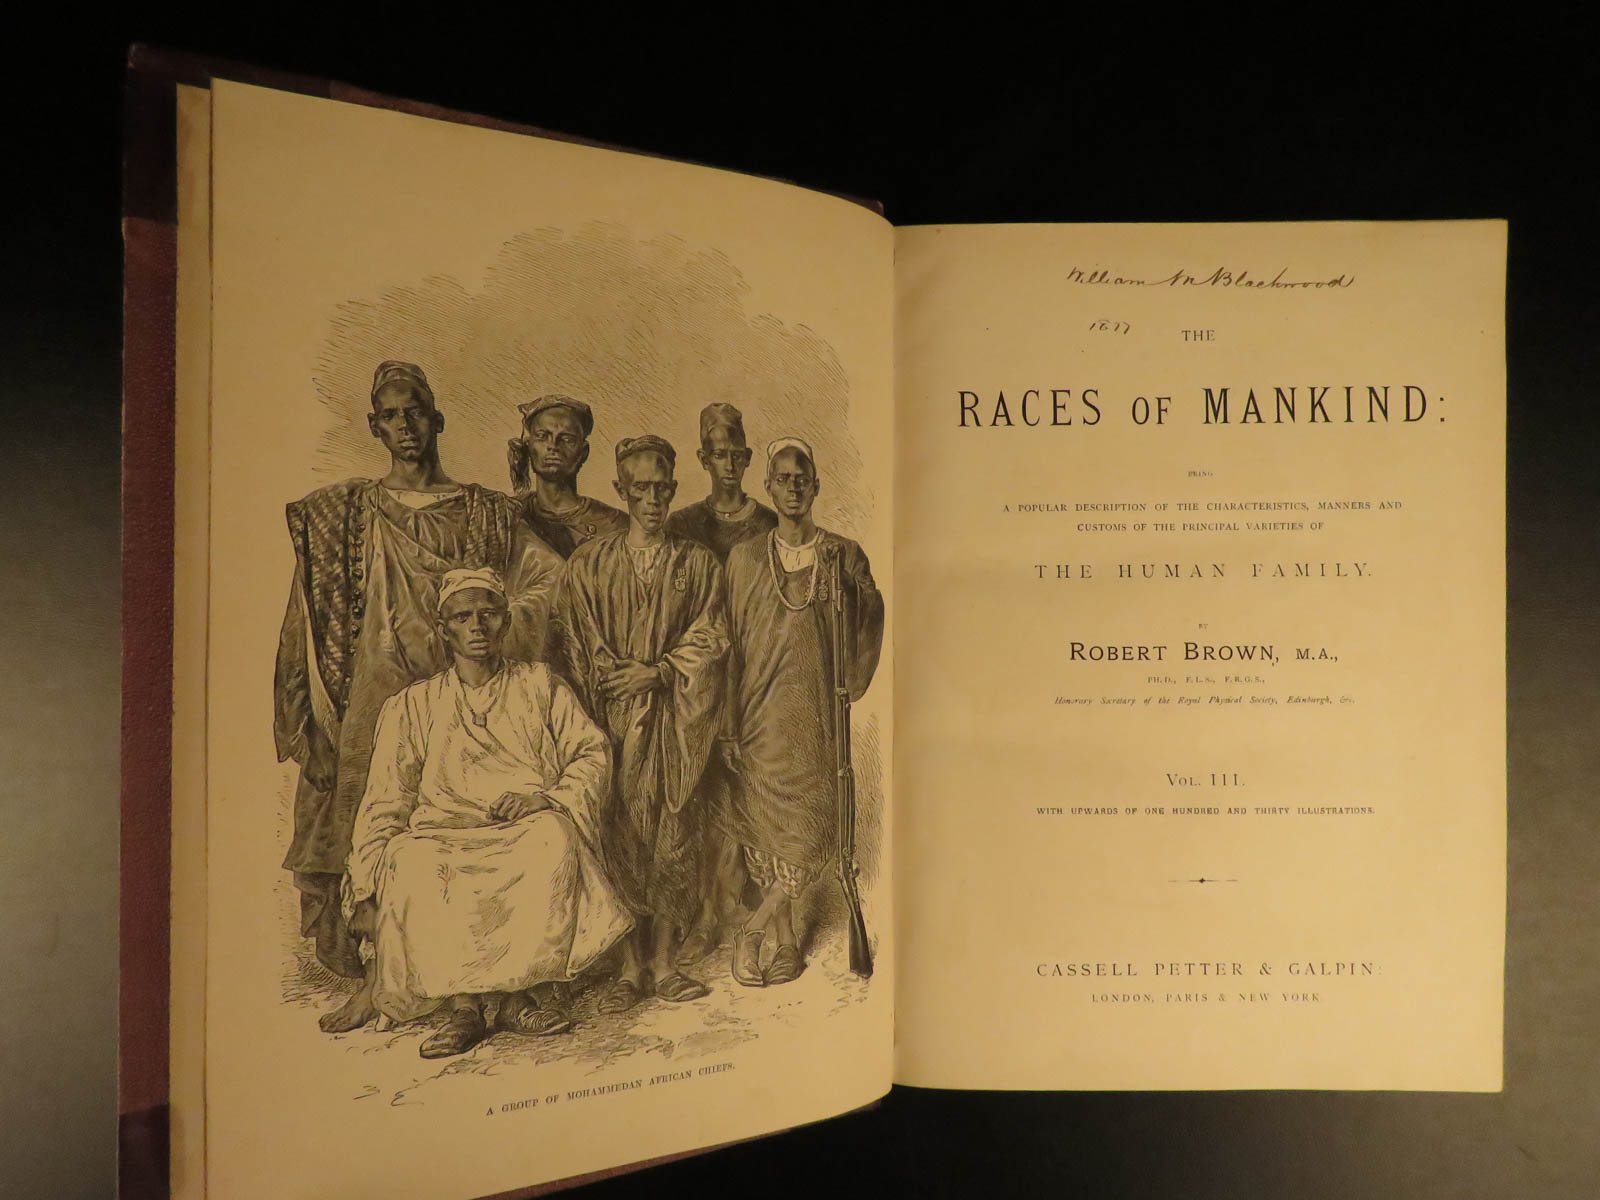 A GROUP OF MOHAMMEDAN AFRICAN CHIEFS.
William M Blackwood
1877
THE
RACES OF MANKIND:
BEING
A POPULAR DESCRIPTION OF THE CHARACTERISTICS, MANNERS AND
CUSTOMS OF THE PRINCIPAL VARIETIES OF
THE HUMAN FAMILY.
BY
ROBERT BROWN, M.A.,
PH.D., F.L.S., F.R.G.S.,
Honorary Secretary of the Royal Physical Society, Edinburgh, &c.
VOL. III.
WITH UPWARDS OF ONE HUNDRED AND THIRTY ILLUSTRATIONS.
CASSELL PETTER & GALPIN:
LONDON, PARIS & NEW YORK